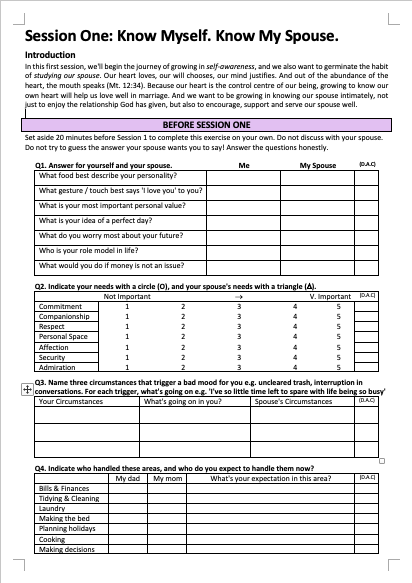 Session One: Know Myself. Know My Spouse.
Introduction
In this first session, we'll begin the journey of growing in self-awareness, and we also want to germinate the habit
of studying our spouse. Our heart loves, our will chooses, our mind justifies. And out of the abundance of
the heart, the mouth speaks (Mt. 12:34). Because our heart is the control centre of our being, growing to know our
own heart will help us love well in marriage. And we want to be growing in knowing our spouse intimately, not
just to enjoy the relationship God has given, but also to encourage, support and serve our spouse well.
BEFORE SESSION ONE
Set aside 20 minutes before Session 1 to complete this exercise on your own. Do not discuss with your spouse.
Do not try to guess the answer your spouse wants you to say! Answer the questions honestly.
Q1. Answer for yourself and your spouse. Me My Spouse (D.A.C)
What food best describe your personality?
What gesture / touch best says 'I love you' to you?
What is your most important personal value?
What is your idea of a perfect day?
What do you worry most about your future?
Who is your role model in life?
What would you do if money is not an issue?
Q2. Indicate your needs with a circle (O), and your spouse's needs with a triangle (Δ).
Not Important → V. Important (D.A.C)
Commitment 1 2 3 4 5
Companionship 1 2 3 4 5
Respect 1 2 3 4 5
Personal Space 1 2 3 4 5
Affection 1 2 3 4 5
Security 1 2 3 4 5
Admiration 1 2 3 4 5
Q3. Name three circumstances that trigger a bad mood for you e.g. uncleared trash, interruption in
conversations. For each trigger, what's going on e.g. 'I've so little time left to spare with life being so busy'
Your Circumstances What's going on in you? Spouse's Circumstances (D.A.C)
Q4. Indicate who handled these areas, and who do you expect to handle them now?
My dad My mom What's your expectation in this area? (D.A.C)
Bills & Finances
Tidying & Cleaning
Laundry
Making the bed
Planning holidays
Cooking
Making decisions